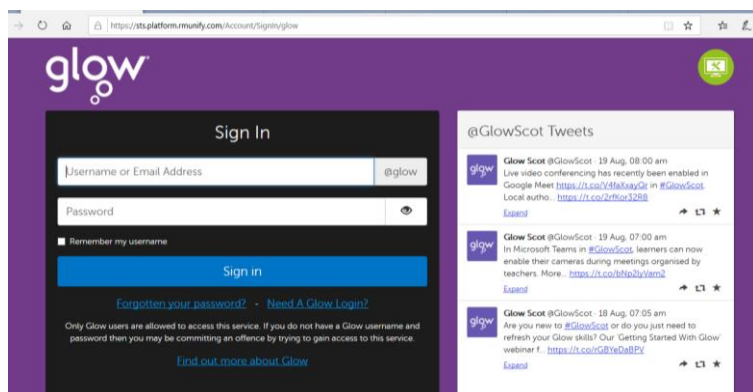 https://sts.platform.rmunify.com/Account/SignIn/glow
glow
Sign In
Username or Email Address
@glow
Password
Remember my username
Sign in
Forgotten your password? - Need A Glow Login?
Only Glow users are allowed to access this service. If you do not have a Glow username and
password then you may be committing an offence by trying to gain access to this service.
Find out more about Glow
@GlowScot Tweets
glow
Glow Scot @GlowScot · 19 Aug, 08:00 am
Live video conferencing has recently been enabled in
Google Meet https://t.co/V4faXxayQr in #GlowScot.
Local autho... https://t.co/2rfKor32R8
Expand
glow
Glow Scot @GlowScot · 19 Aug, 07:00 am
In Microsoft Teams in #GlowScot, learners can now
enable their cameras during meetings organised by
teachers. More... https://t.co/bNp2lyVam2
Expand
glow
Glow Scot @GlowScot · 18 Aug, 07:05 am
Are you new to #GlowScot or do you just need to
refresh your Glow skills? Our 'Getting Started With Glow'
webinar f... https://t.co/rGBYeDaBPV
Expand